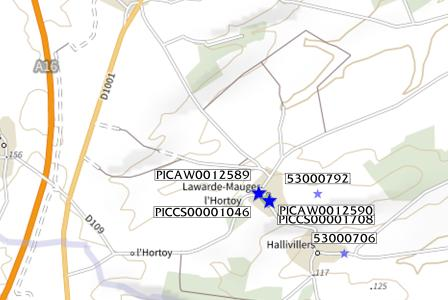 A16
D1001
156
PICAW0012589
Lawarde-Mauger-
l'Hortoy
PICCS00001046
53000792
PICAW0012590
PICCS00001708
D109
l'Hortoy
Hallivillers
53000706
117
125